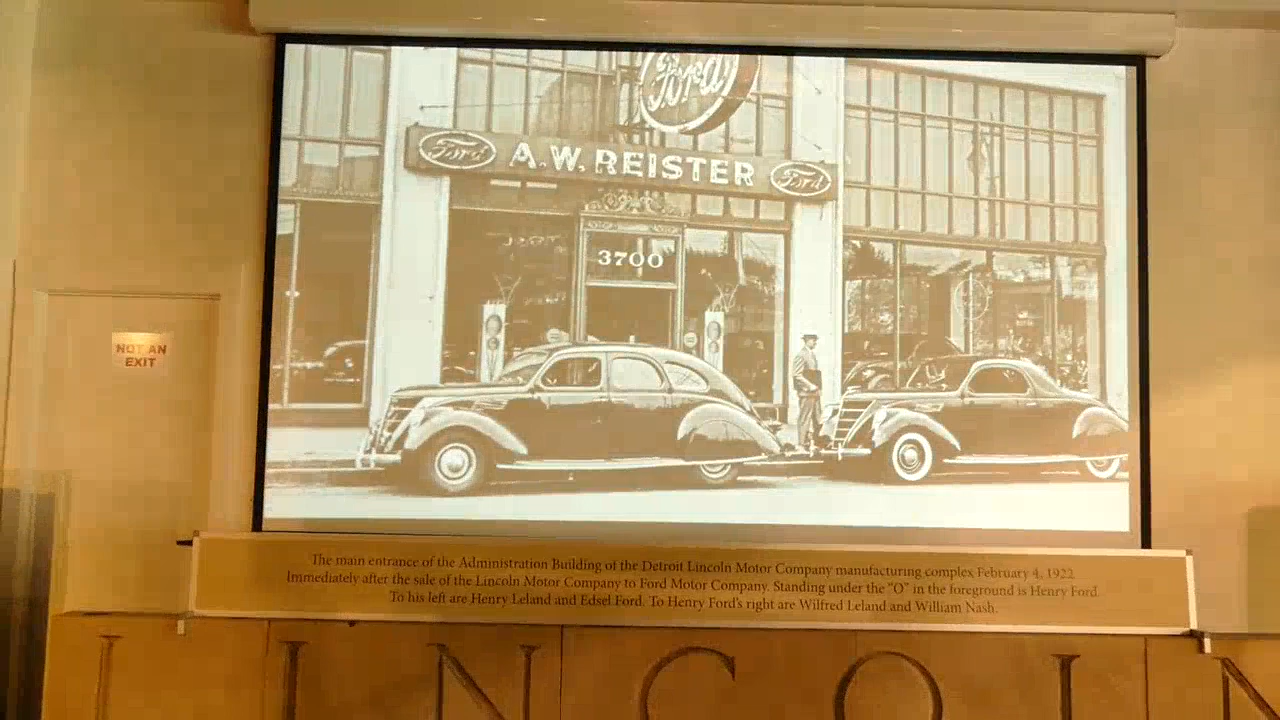 Ford
Ford A.W. REISTER Ford
3700
NOT AN
EXIT
The main entrance of the Administration Building of the Detroit Lincoln Motor Company manufacturing complex, February 4, 1922.
Immediately after the sale of the Lincoln Motor Company to Ford Motor Company. Standing under the "O" in the foreground is Henry Ford.
To his left are Henry Leland and Edsel Ford. To Henry Ford's right are Wilfred Leland and William Nash.
LINCOLN